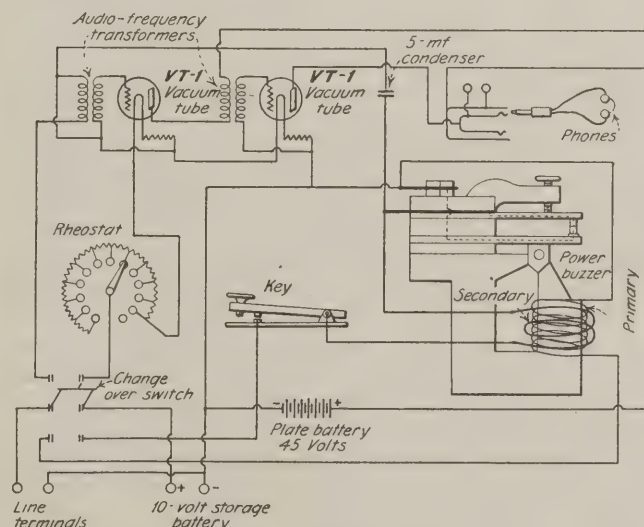 Audio-frequency
transformers
VT-1
Vacuum
tube
VT-1
Vacuum
tube
5-mf
condenser
Phones
Rheostat
Key
Power
buzzer
Secondary
Primary
Change
over switch
- +
Plate battery
45 Volts
+ -
Line
terminals
10-volt storage
battery